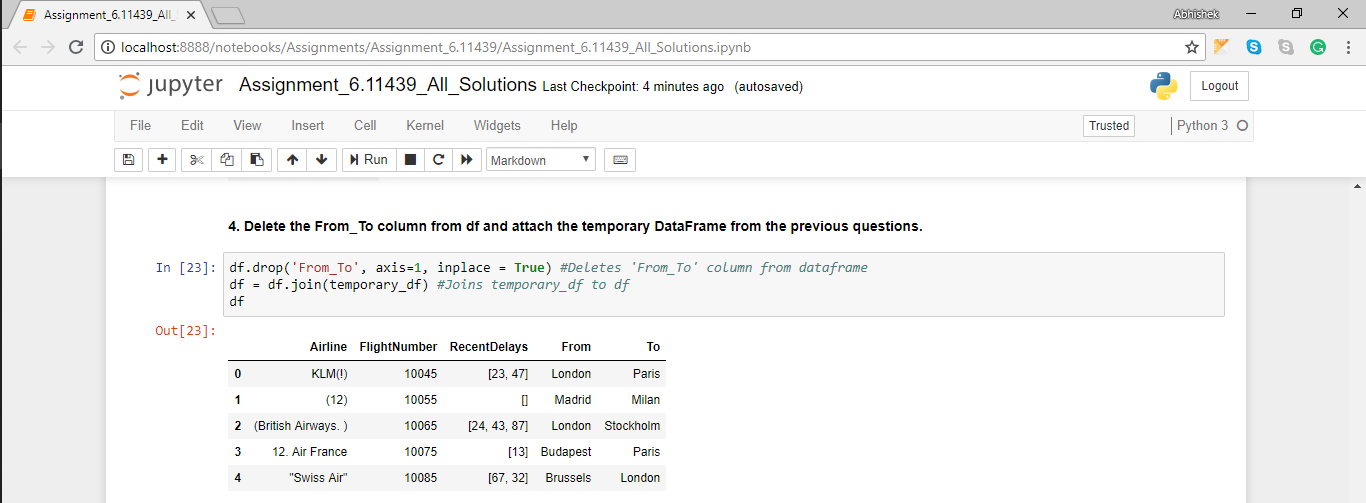 Assignment_6.11439_All_
Abhishek
localhost:8888/notebooks/Assignments/Assignment_6.11439/Assignment_6.11439_All_Solutions.ipynb
jupyter Assignment_6.11439_All_Solutions Last Checkpoint: 4 minutes ago (autosaved)
Logout
File Edit View Insert Cell Kernel Widgets Help
Trusted
Python 3
Run
Markdown
4. Delete the From_To column from df and attach the temporary DataFrame from the previous questions.
In [23]: df.drop('From_To', axis=1, inplace = True) #Deletes 'From_To' column from dataframe
df = df.join(temporary_df) #Joins temporary_df to df
df
Out[23]:
Airline FlightNumber RecentDelays From To
0 KLM(!) 10045 [23, 47] London Paris
1 (12) 10055 [] Madrid Milan
2 (British Airways. ) 10065 [24, 43, 87] London Stockholm
3 12. Air France 10075 [13] Budapest Paris
4 "Swiss Air" 10085 [67, 32] Brussels London